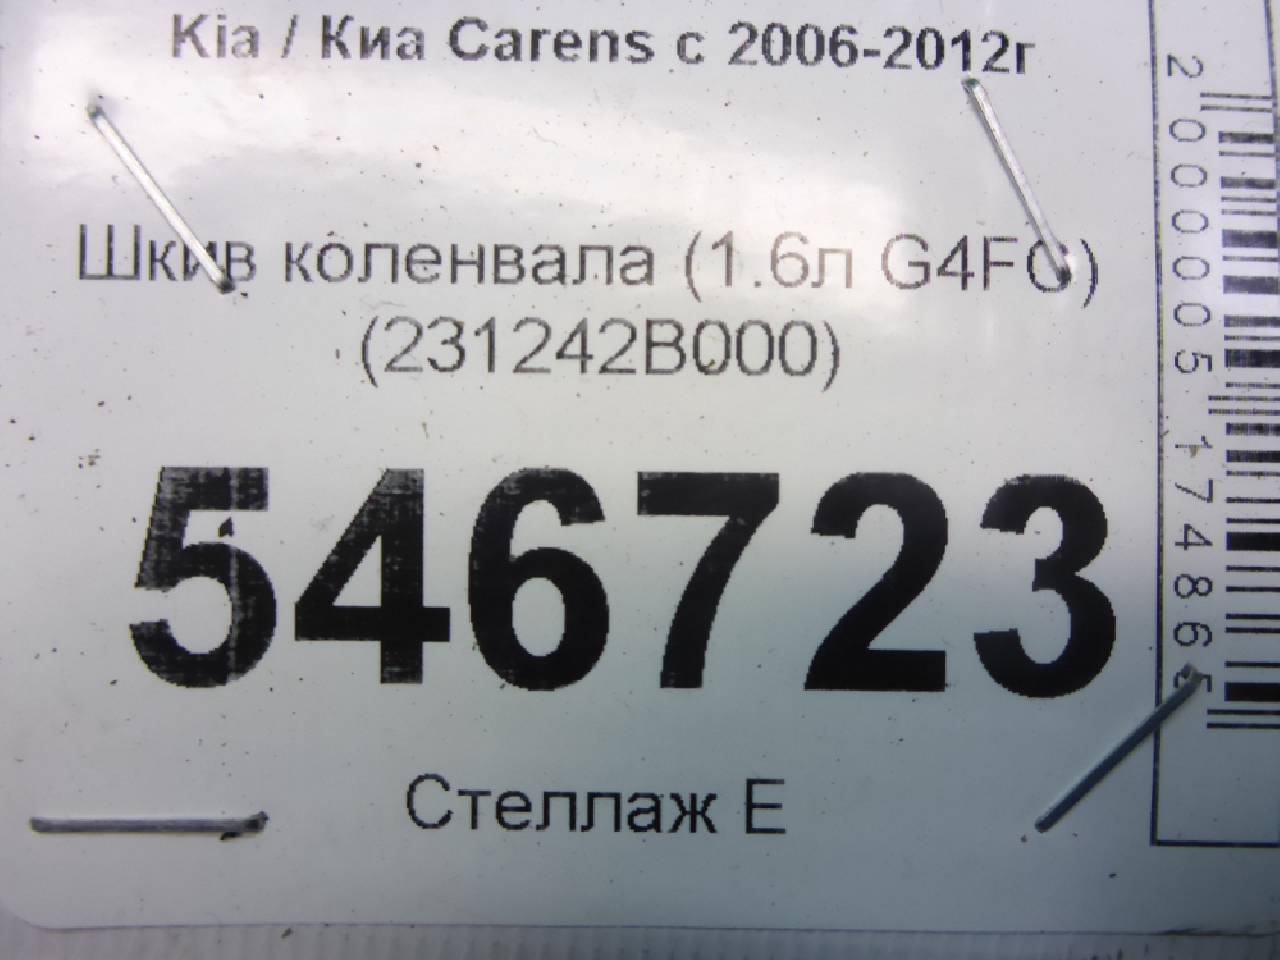 Kia / Киа Carens с 2006-2012г
Шкив коленвала (1.6л G4FC)
(231242B000)
546723
Стеллаж E
2000005174865